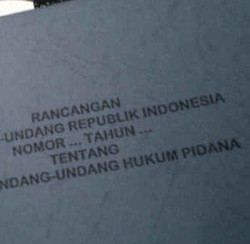 RANCANGAN
-UNDANG REPUBLIK INDONESIA
NOMOR ... TAHUN ...
TENTANG
NDANG-UNDANG HUKUM PIDANA